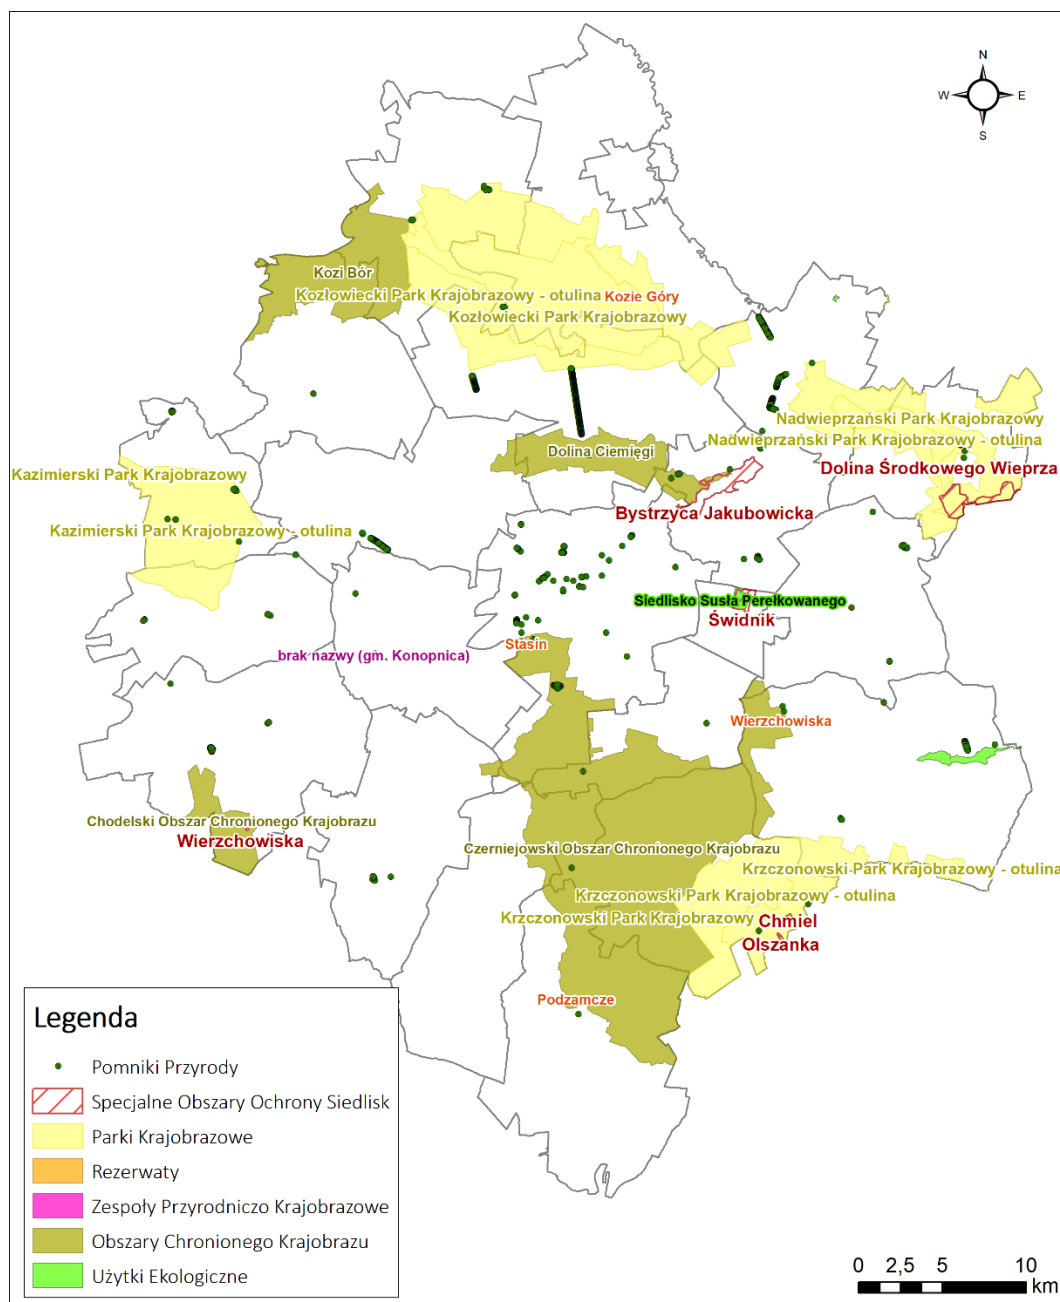 N
W E
S
Kozi Bór
Kozłowiecki Park Krajobrazowy - otulina
Kozie Góry
Kozłowiecki Park Krajobrazowy
Nadwieprzański Park Krajobrazowy
Nadwieprzański Park Krajobrazowy - otulina
Dolina Ciemięgi
Dolina Środkowego Wieprza
Kazimierski Park Krajobrazowy
Bystrzyca Jakubowicka
Kazimierski Park Krajobrazowy - otulina
Siedlisko Susła Perełkowanego
Świdnik
Stasin
brak nazwy (gm. Konopnica)
Wierzchowiska
Chodelski Obszar Chronionego Krajobrazu
Wierzchowiska
Czerniejowski Obszar Chronionego Krajobrazu
Krzczonowski Park Krajobrazowy - otulina
Krzczonowski Park Krajobrazowy - otulina
Krzczonowski Park Krajobrazowy
Chmiel
Olszanka
Podzamcze
Legenda
Pomniki Przyrody
Specjalne Obszary Ochrony Siedlisk
Parki Krajobrazowe
Rezerwaty
Zespoły Przyrodniczo Krajobrazowe
Obszary Chronionego Krajobrazu
Użytki Ekologiczne
0 2,5 5 10
km